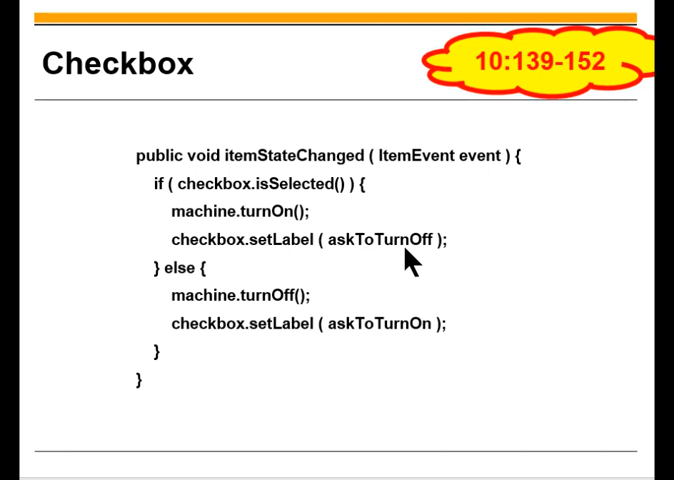 Checkbox
10:139-152
public void itemStateChanged ( ItemEvent event ) {
if ( checkbox.isSelected() ) {
machine.turnOn();
checkbox.setLabel ( askToTurnOff );
} else {
machine.turnOff();
checkbox.setLabel ( askToTurnOn );
}
}